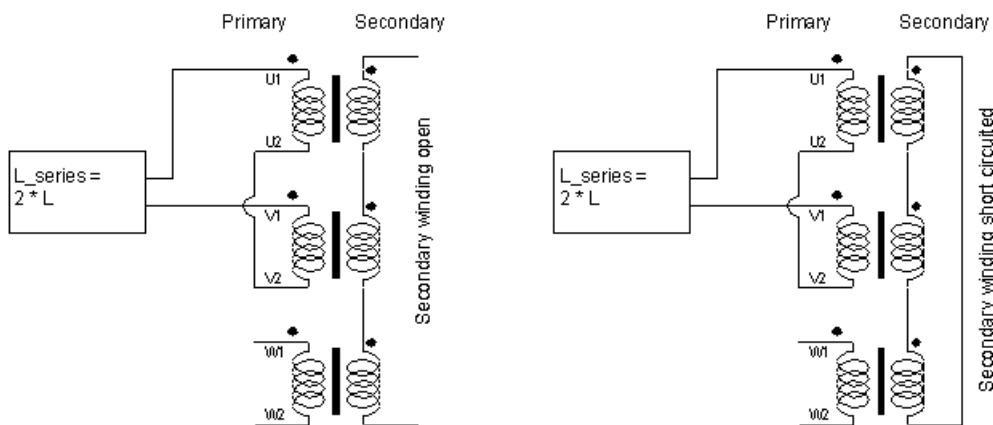 Primary Secondary
U1
U2
L_series =
2 * L
V1
V2
W1
W2
Secondary winding open
Primary Secondary
U1
U2
L_series =
2 * L
V1
V2
W1
W2
Secondary winding short circuited